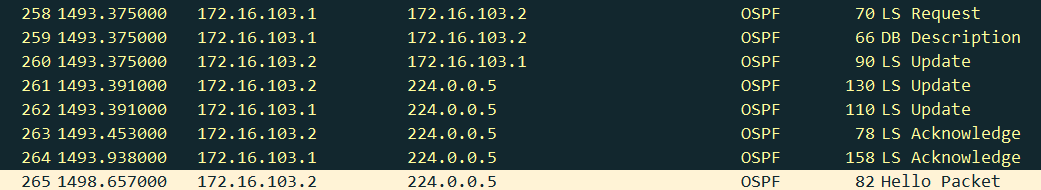 258 1493.375000 172.16.103.1 172.16.103.2 OSPF 70 LS Request
259 1493.375000 172.16.103.1 172.16.103.2 OSPF 66 DB Description
260 1493.375000 172.16.103.2 172.16.103.1 OSPF 90 LS Update
261 1493.391000 172.16.103.2 224.0.0.5 OSPF 130 LS Update
262 1493.391000 172.16.103.1 224.0.0.5 OSPF 110 LS Update
263 1493.453000 172.16.103.2 224.0.0.5 OSPF 78 LS Acknowledge
264 1493.938000 172.16.103.1 224.0.0.5 OSPF 158 LS Acknowledge
265 1498.657000 172.16.103.2 224.0.0.5 OSPF 82 Hello Packet